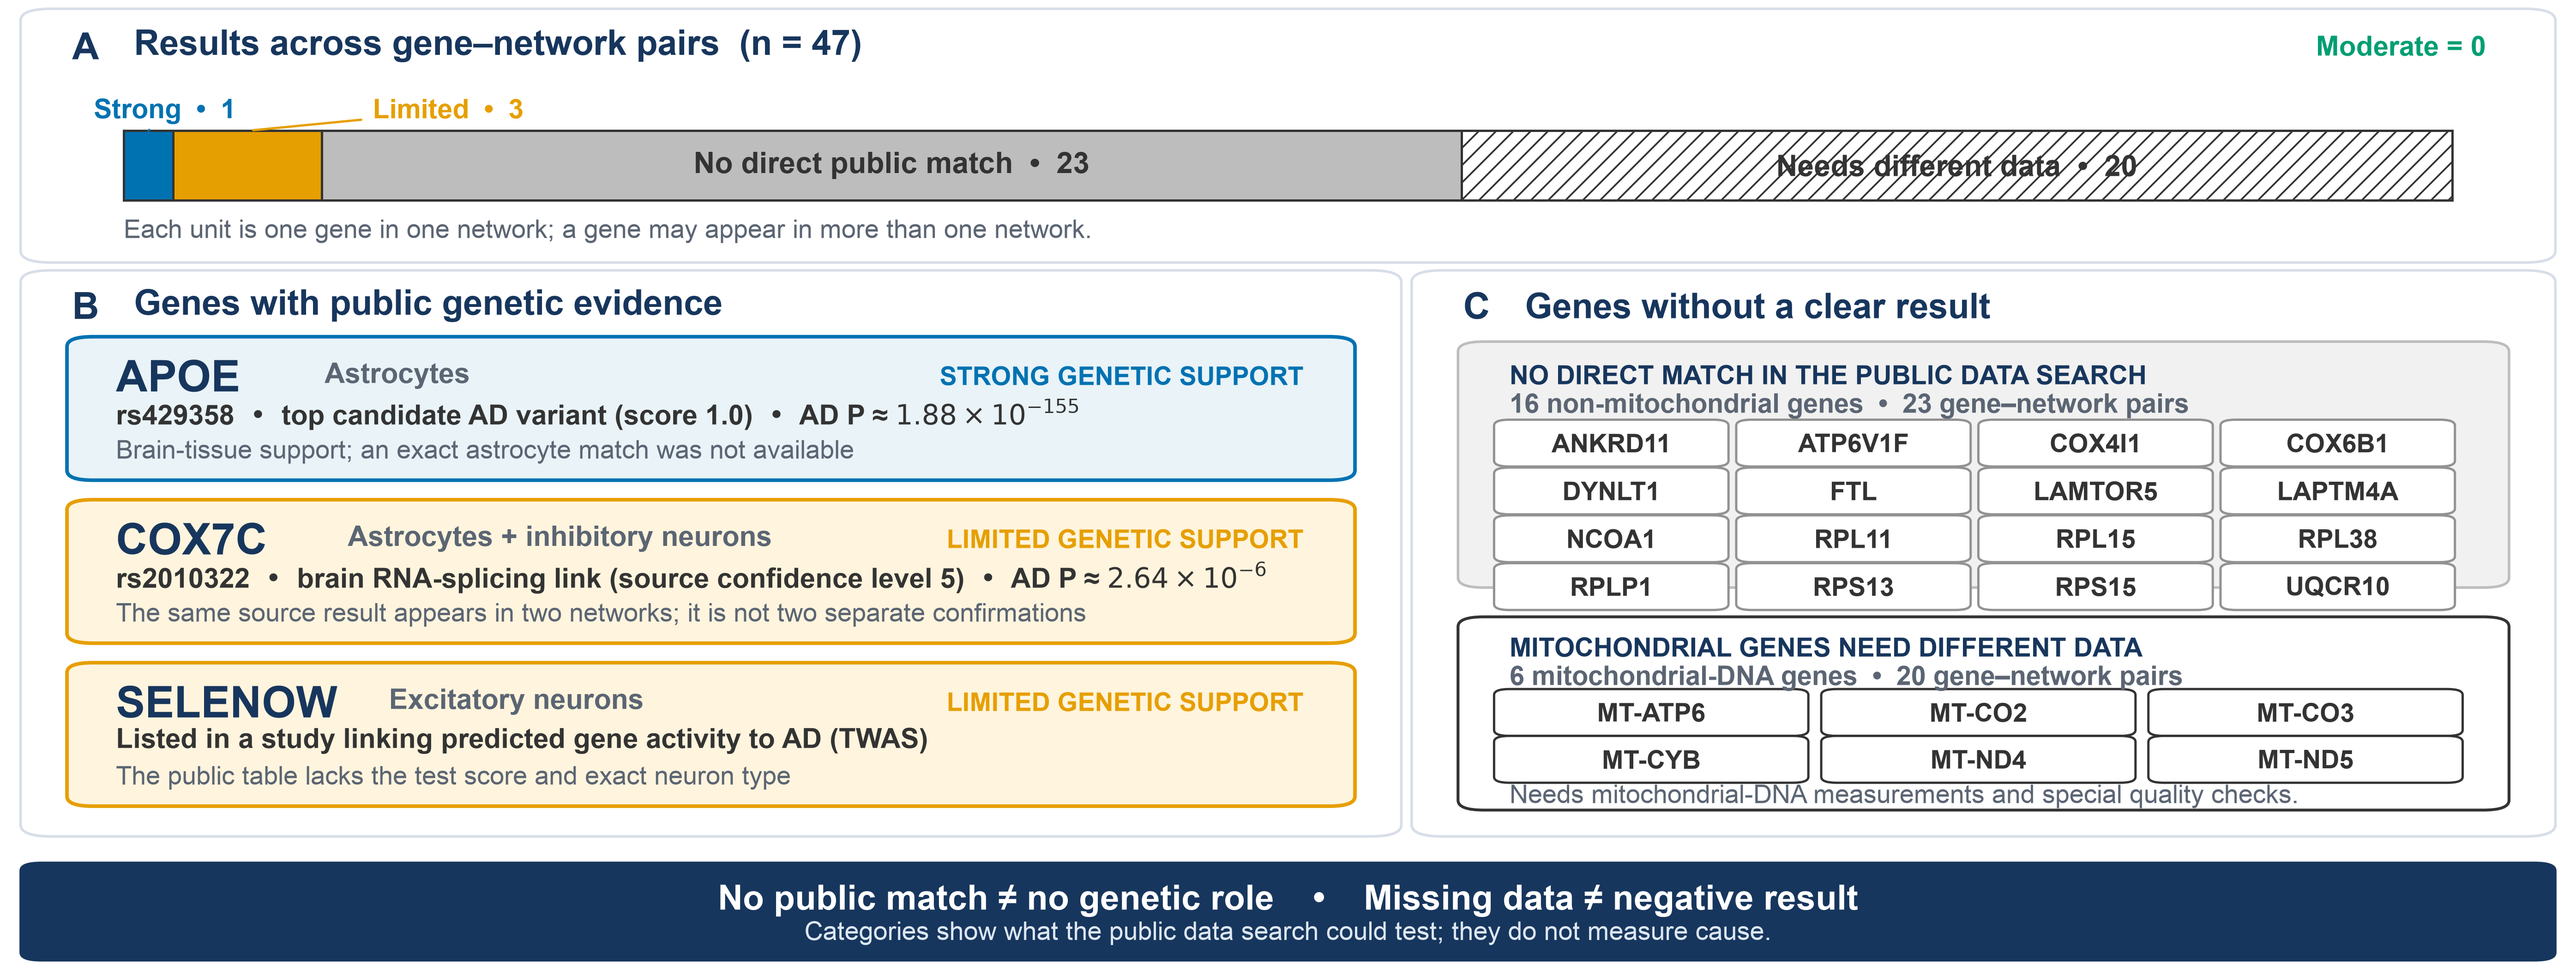 A Results across gene–network pairs (n = 47)
Moderate = 0
Strong • 1
Limited • 3
No direct public match • 23
Needs different data • 20
Each unit is one gene in one network; a gene may appear in more than one network.
B Genes with public genetic evidence
APOE Astrocytes STRONG GENETIC SUPPORT
rs429358 • top candidate AD variant (score 1.0) • AD P ≈ 1.88 × 10⁻¹⁵⁵
Brain-tissue support; an exact astrocyte match was not available
COX7C Astrocytes + inhibitory neurons LIMITED GENETIC SUPPORT
rs2010322 • brain RNA-splicing link (source confidence level 5) • AD P ≈ 2.64 × 10⁻⁶
The same source result appears in two networks; it is not two separate confirmations
SELENOW Excitatory neurons LIMITED GENETIC SUPPORT
Listed in a study linking predicted gene activity to AD (TWAS)
The public table lacks the test score and exact neuron type
C Genes without a clear result
NO DIRECT MATCH IN THE PUBLIC DATA SEARCH
16 non-mitochondrial genes • 23 gene–network pairs
ANKRD11 ATP6V1F COX4I1 COX6B1
DYNLT1 FTL LAMTOR5 LAPTM4A
NCOA1 RPL11 RPL15 RPL38
RPLP1 RPS13 RPS15 UQCR10
MITOCHONDRIAL GENES NEED DIFFERENT DATA
6 mitochondrial-DNA genes • 20 gene–network pairs
MT-ATP6 MT-CO2 MT-CO3
MT-CYB MT-ND4 MT-ND5
Needs mitochondrial-DNA measurements and special quality checks.
No public match ≠ no genetic role • Missing data ≠ negative result
Categories show what the public data search could test; they do not measure cause.